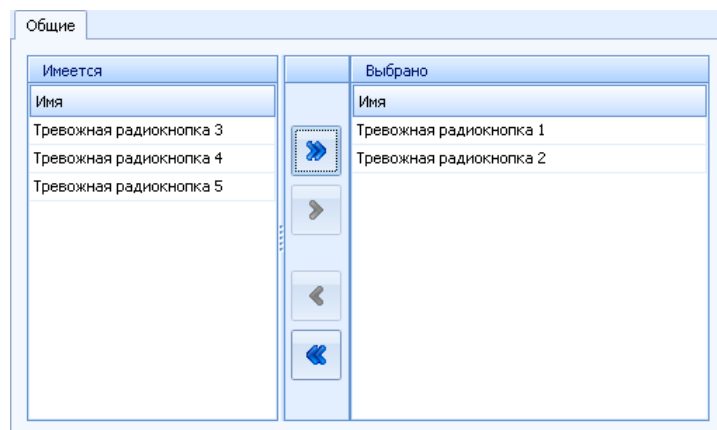 Общие
Имеется
Имя
Тревожная радиокнопка 3
Тревожная радиокнопка 4
Тревожная радиокнопка 5
Выбрано
Имя
Тревожная радиокнопка 1
Тревожная радиокнопка 2